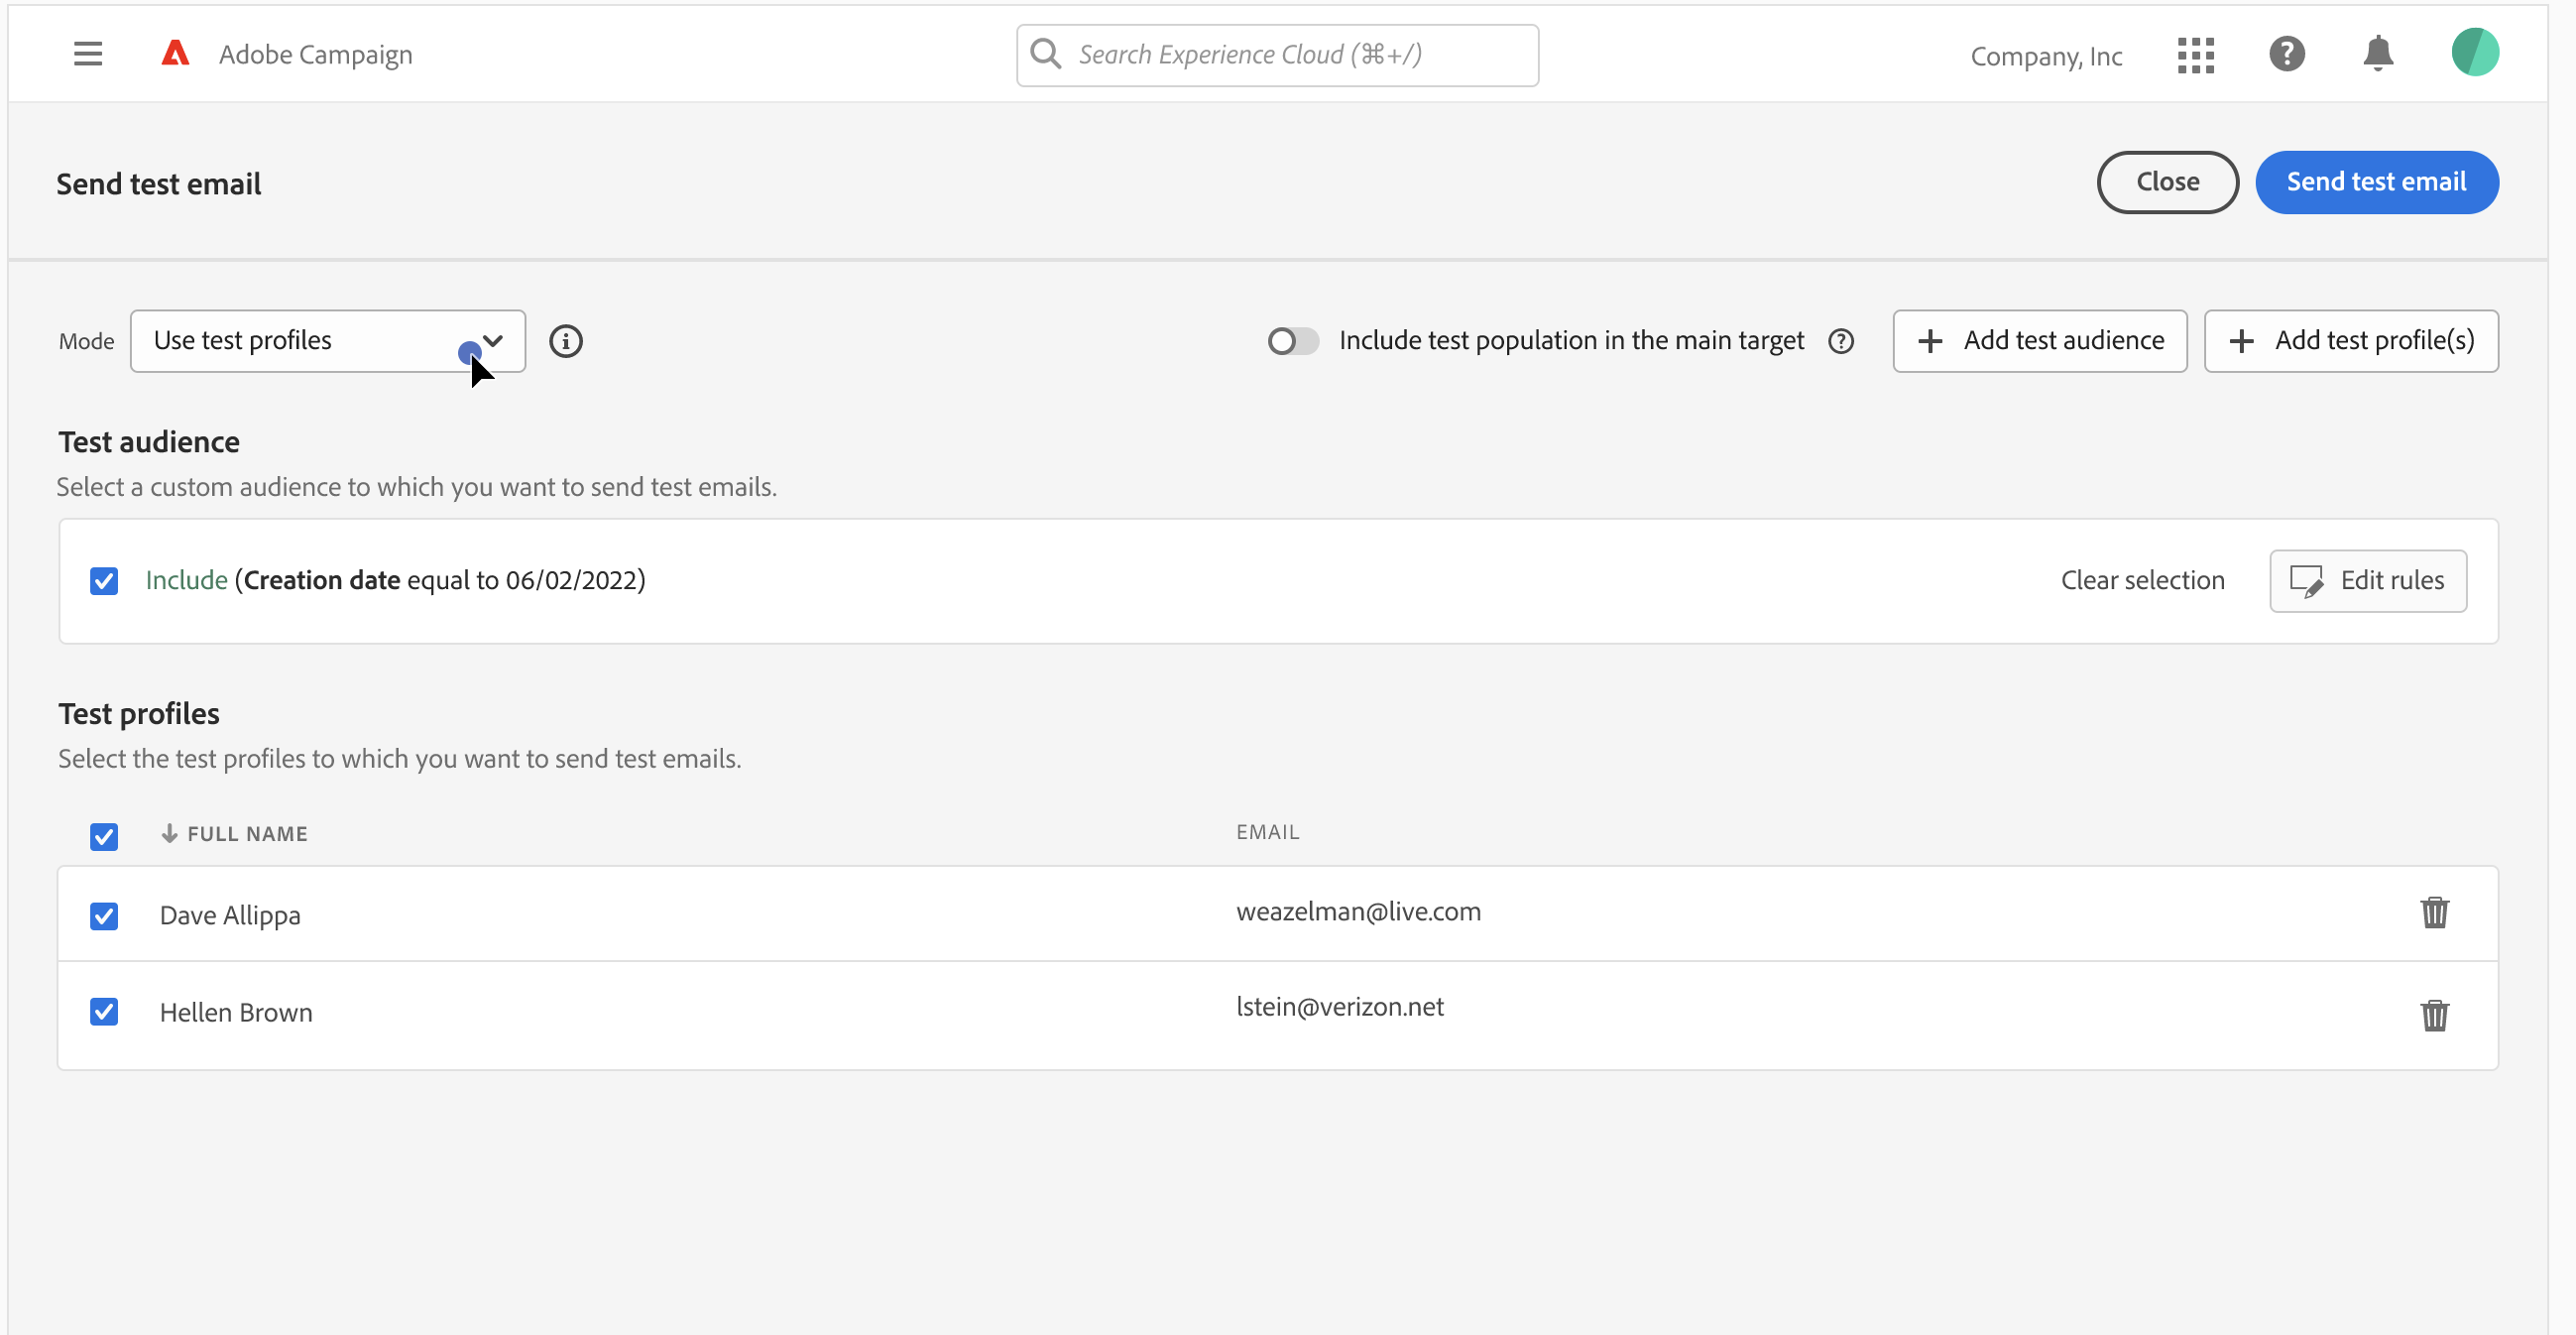 Adobe Campaign
Search Experience Cloud (⌘+/)
Company, Inc
Send test email
Close
Send test email
Mode
Use test profiles
Include test population in the main target
+ Add test audience
+ Add test profile(s)
Test audience
Select a custom audience to which you want to send test emails.
Include (Creation date equal to 06/02/2022)
Clear selection
Edit rules
Test profiles
Select the test profiles to which you want to send test emails.
FULL NAME
EMAIL
Dave Allippa
weazelman@live.com
Hellen Brown
lstein@verizon.net